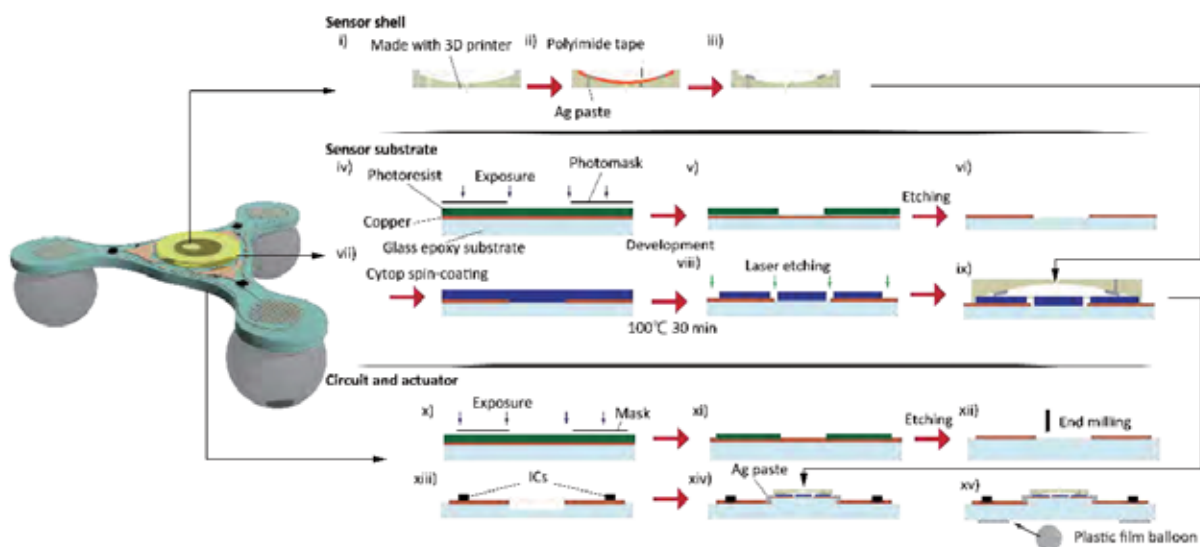 Sensor shell
i)
Made with 3D printer
ii)
Polyimide tape
iii)
Ag paste
Sensor substrate
iv)
Photoresist
Exposure
Photomask
v)
vi)
Etching
Copper
Glass epoxy substrate
Development
vii)
Cytop spin-coating
viii)
Laser etching
ix)
100℃ 30 min
Circuit and actuator
x)
Exposure
Mask
xi)
Etching
xii)
End milling
xiii)
ICs
xiv)
Ag paste
xv)
Plastic film balloon